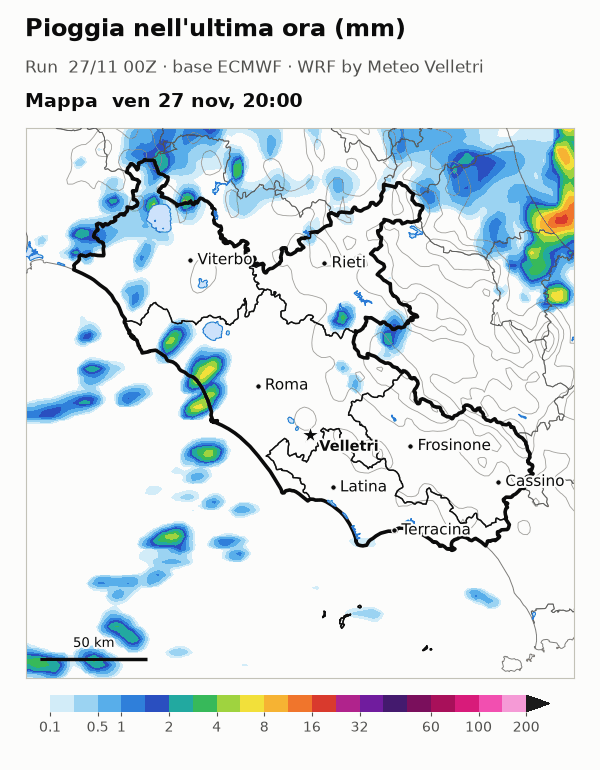 Pioggia nell'ultima ora (mm)
Run  27/11 00Z · base ECMWF · WRF by Meteo Velletri
Mappa  ven 27 nov, 20:00
Viterbo
Rieti
Roma
Velletri
Frosinone
Latina
Cassino
Terracina
50 km
0.1 0.5 1 2 4 8 16 32 60 100 200